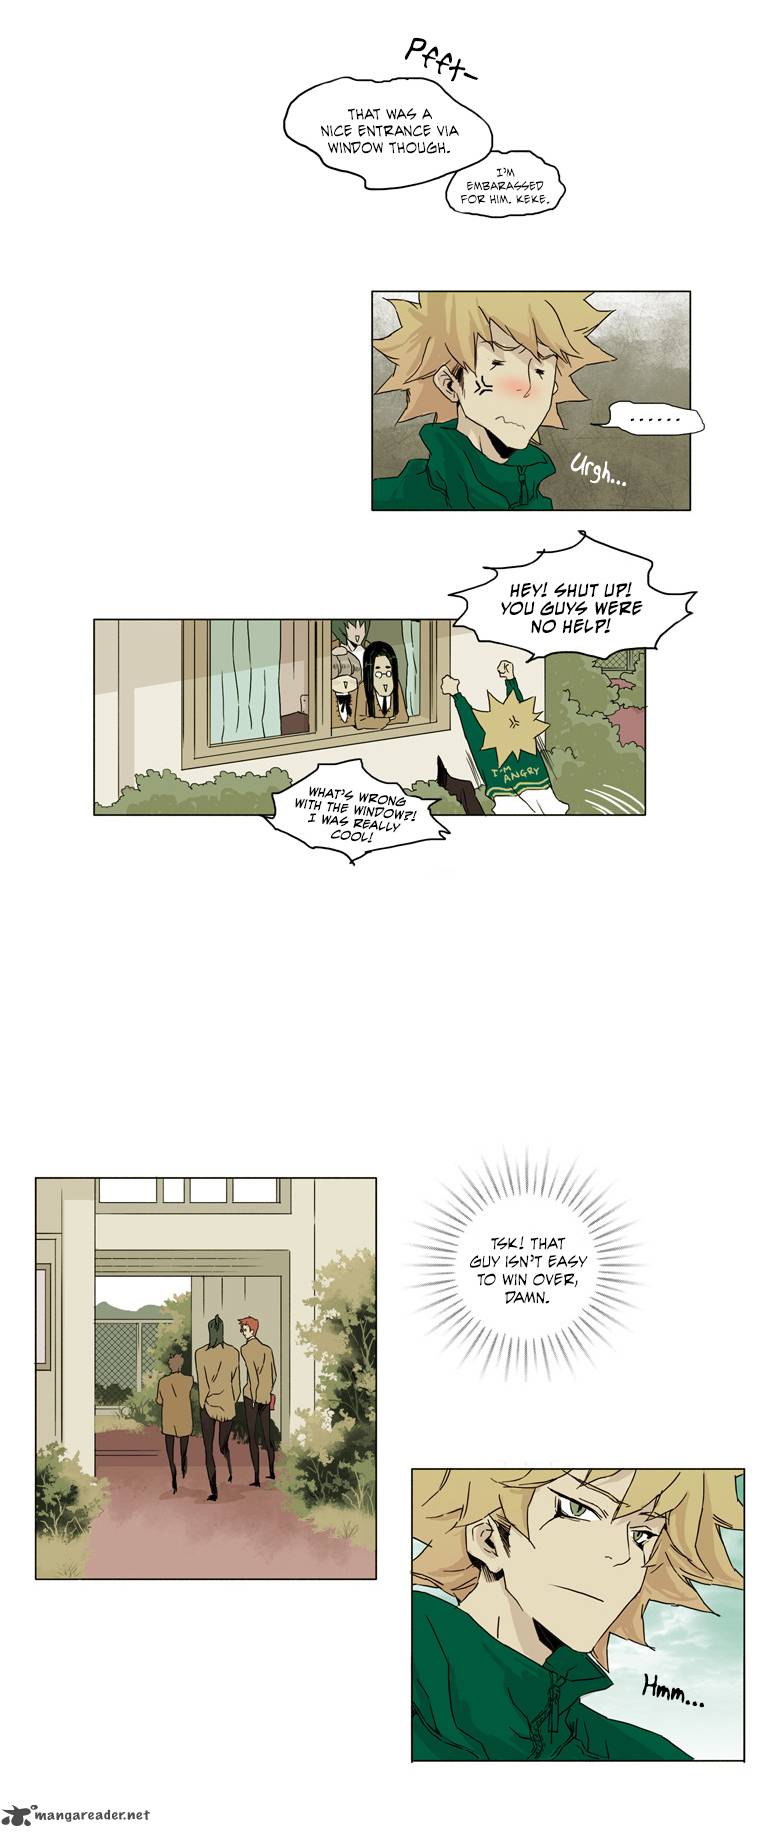 Pfft-
THAT WAS A
NICE ENTRANCE VIA
WINDOW THOUGH.
I'M
EMBARASSED
FOR HIM. KEKE.
......
Urgh...
HEY! SHUT UP!
YOU GUYS WERE
NO HELP!
I'M
ANGRY
WHAT'S WRONG
WITH THE WINDOW?!
I WAS REALLY
COOL!
TSK! THAT
GUY ISN'T EASY
TO WIN OVER,
DAMN.
Hmm...
mangareader.net